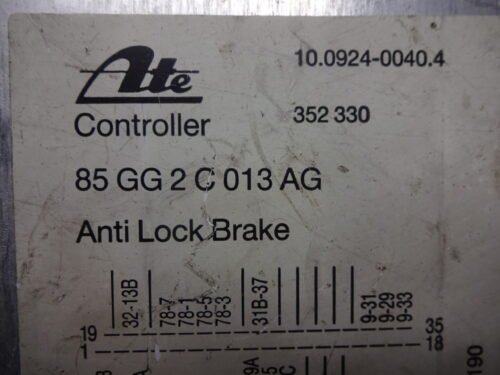 Ate
10.0924-0040.4
Controller
352 330
85 GG 2 C 013 AG
Anti Lock Brake
32-13B
78-7
78-1
78-5
78-3
31B-37
9-31
9-29
9-33
19
35
1
18
190